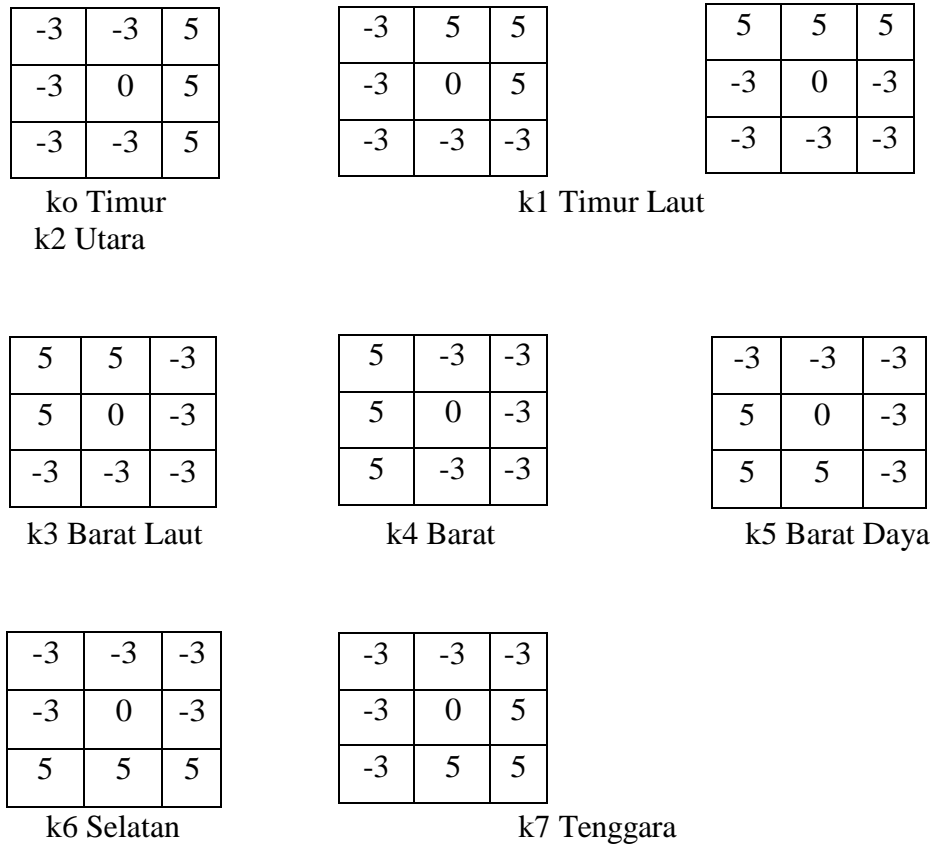 -3 -3 5 -3 5 5 5 5 5
-3 0 5 -3 0 5 -3 0 -3
-3 -3 5 -3 -3 -3 -3 -3 -3
ko Timur k1 Timur Laut
k2 Utara
5 5 -3 5 -3 -3 -3 -3 -3
5 0 -3 5 0 -3 5 0 -3
-3 -3 -3 5 -3 -3 5 5 -3
k3 Barat Laut k4 Barat k5 Barat Daya
-3 -3 -3 -3 -3 -3
-3 0 -3 -3 0 5
5 5 5 -3 5 5
k6 Selatan k7 Tenggara